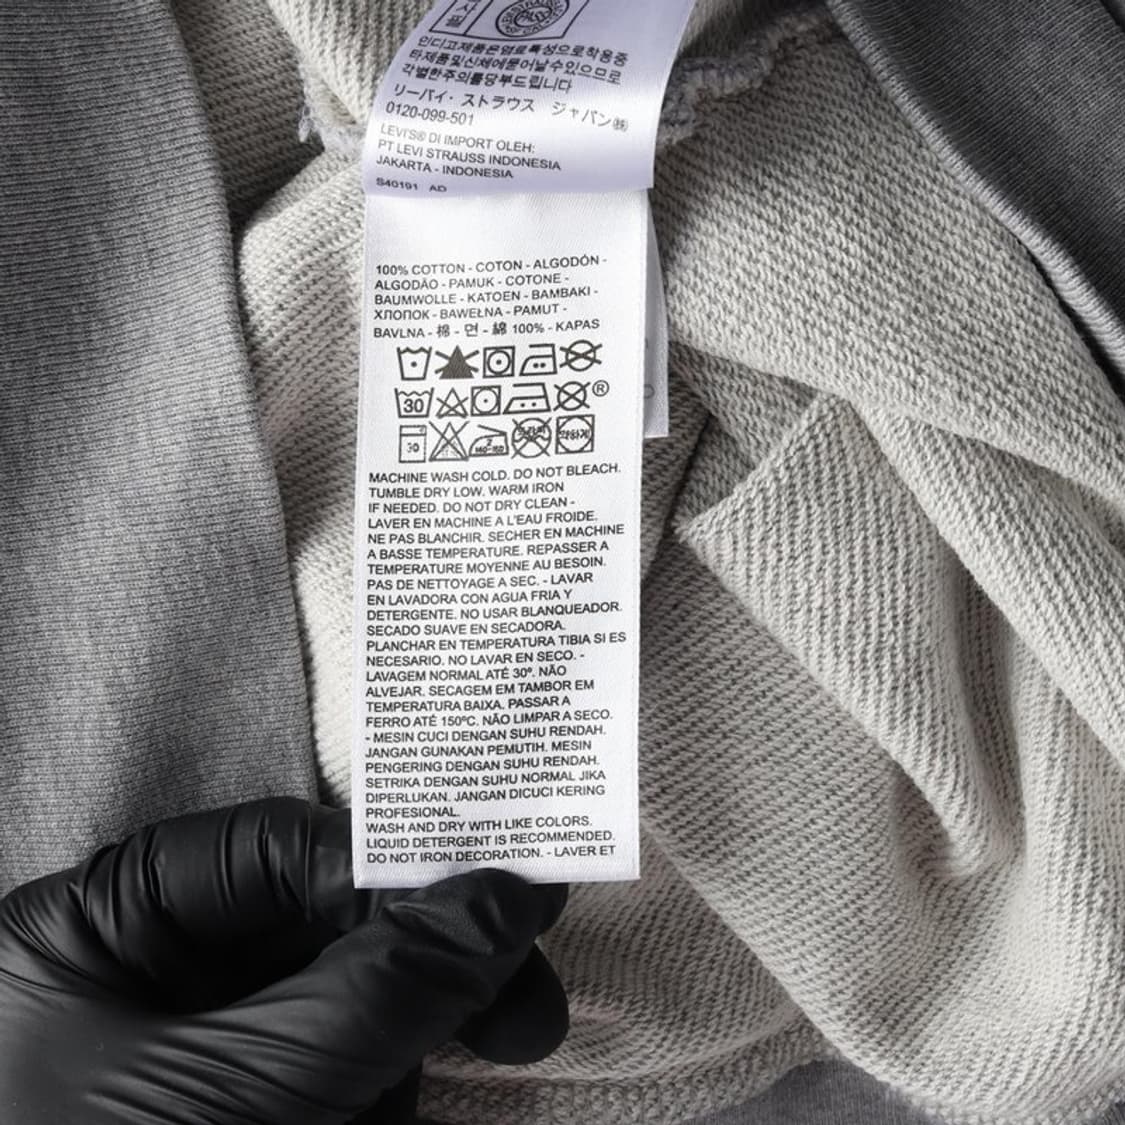 인디고제품은염료특성으로착용중
타제품및신체에묻어날수있으므로
각별한주의를당부드립니다
リーバイ・ストラウス ジャパン㈱
0120-099-501
LEVI'S® DI IMPORT OLEH:
PT LEVI STRAUSS INDONESIA
JAKARTA - INDONESIA
S40191 AD
100% COTTON - COTON - ALGODÓN -
ALGODÃO - PAMUK - COTONE -
BAUMWOLLE - KATOEN - BAMBAKI -
ХЛОПОК - BAWEŁNA - PAMUT -
BAVLNA - 棉 - 면 - 綿 100% - KAPAS
30 ®
30
MACHINE WASH COLD. DO NOT BLEACH.
TUMBLE DRY LOW. WARM IRON
IF NEEDED. DO NOT DRY CLEAN -
LAVER EN MACHINE A L'EAU FROIDE.
NE PAS BLANCHIR. SECHER EN MACHINE
A BASSE TEMPERATURE. REPASSER A
TEMPERATURE MOYENNE AU BESOIN.
PAS DE NETTOYAGE A SEC. - LAVAR
EN LAVADORA CON AGUA FRIA Y
DETERGENTE. NO USAR BLANQUEADOR.
SECADO SUAVE EN SECADORA.
PLANCHAR EN TEMPERATURA TIBIA SI ES
NECESARIO. NO LAVAR EN SECO. -
LAVAGEM NORMAL ATÉ 30º. NÃO
ALVEJAR. SECAGEM EM TAMBOR EM
TEMPERATURA BAIXA. PASSAR A
FERRO ATÉ 150ºC. NÃO LIMPAR A SECO.
- MESIN CUCI DENGAN SUHU RENDAH.
JANGAN GUNAKAN PEMUTIH. MESIN
PENGERING DENGAN SUHU RENDAH.
SETRIKA DENGAN SUHU NORMAL JIKA
DIPERLUKAN. JANGAN DICUCI KERING
PROFESIONAL.
WASH AND DRY WITH LIKE COLORS.
LIQUID DETERGENT IS RECOMMENDED.
DO NOT IRON DECORATION. - LAVER ET